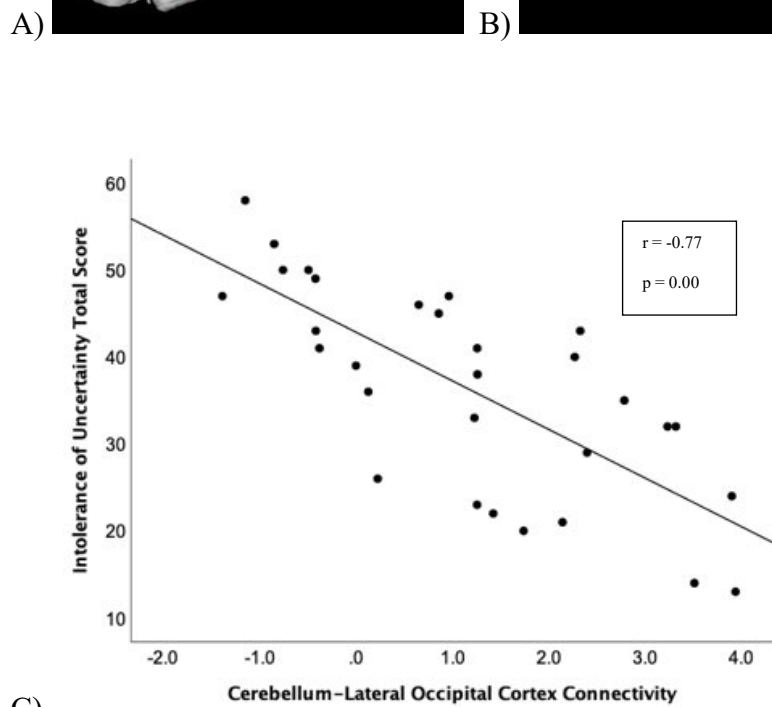 A)
B)
60
r = -0.77
p = 0.00
50
40
30
20
10
Intolerance of Uncertainty Total Score
-2.0 -1.0 .0 1.0 2.0 3.0 4.0
Cerebellum–Lateral Occipital Cortex Connectivity
C)